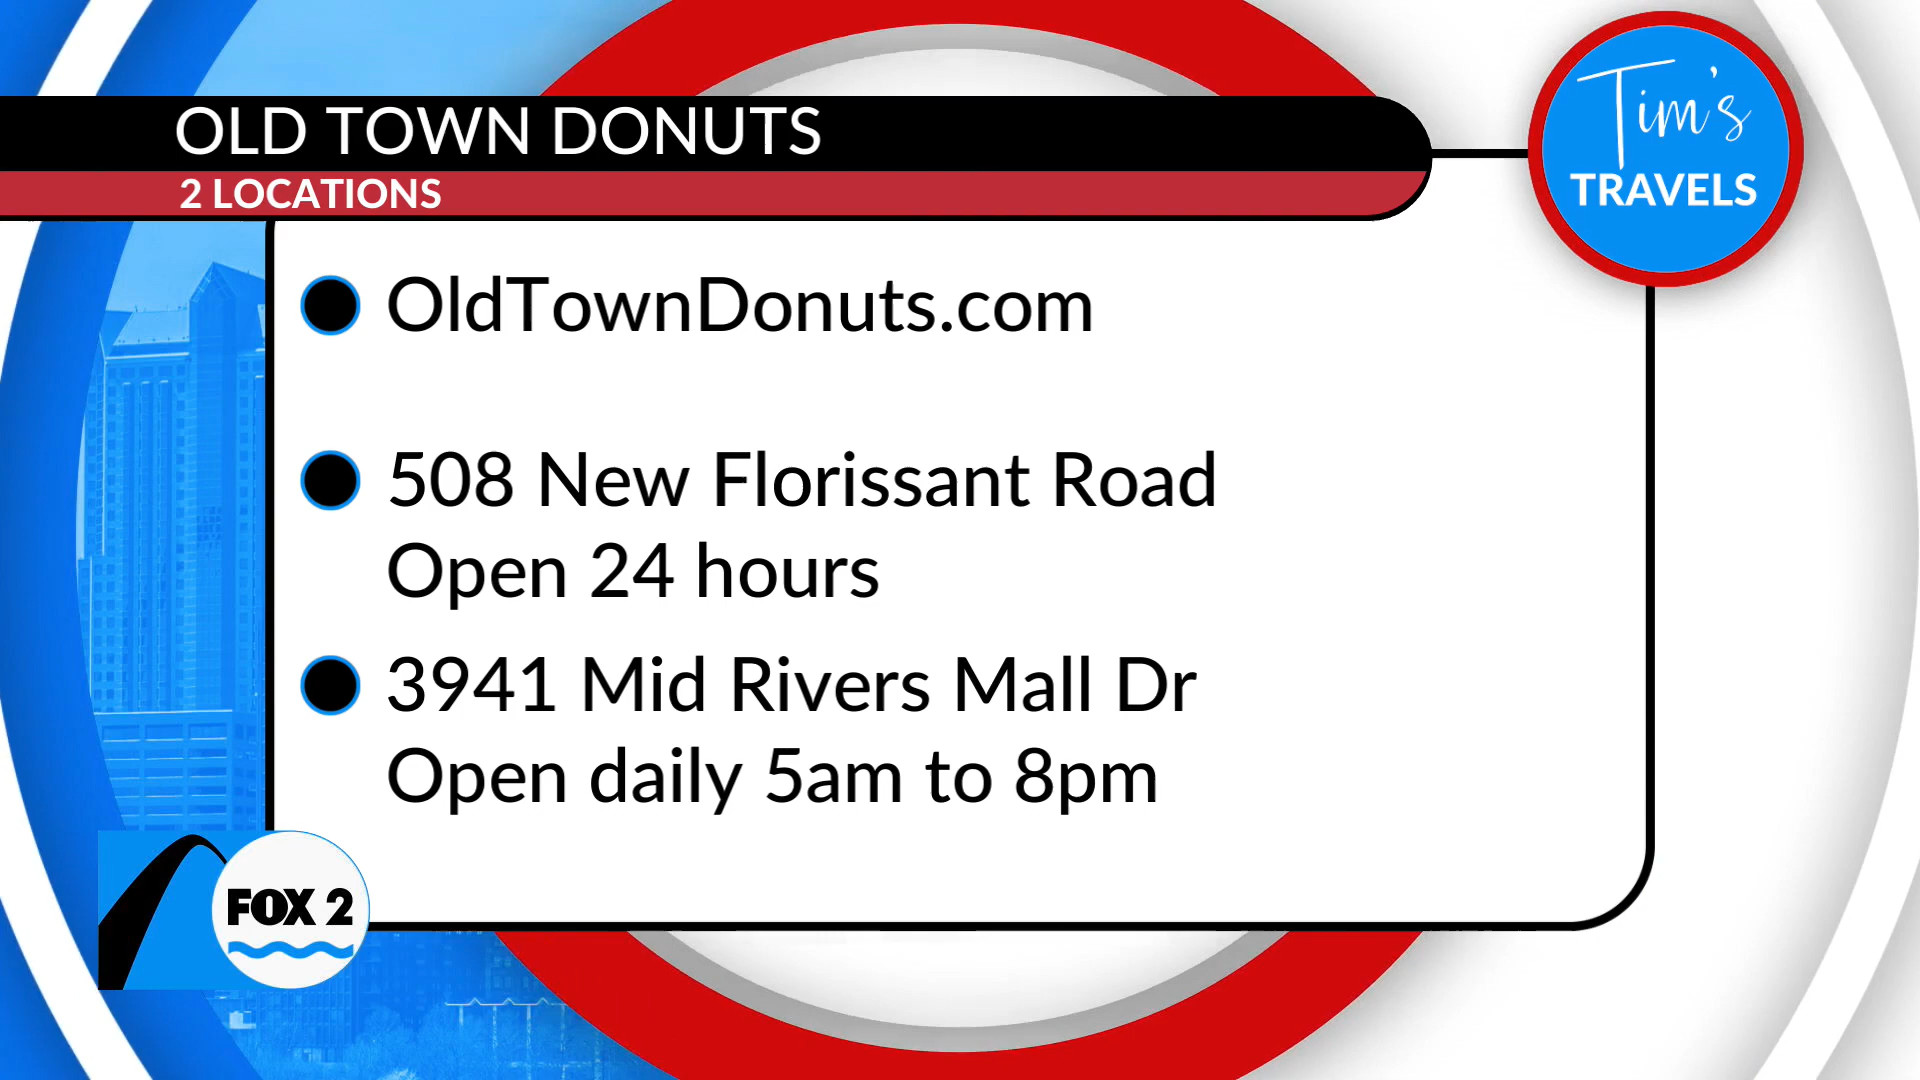 OLD TOWN DONUTS
2 LOCATIONS
Tim's
TRAVELS
OldTownDonuts.com
508 New Florissant Road
Open 24 hours
3941 Mid Rivers Mall Dr
Open daily 5am to 8pm
FOX 2